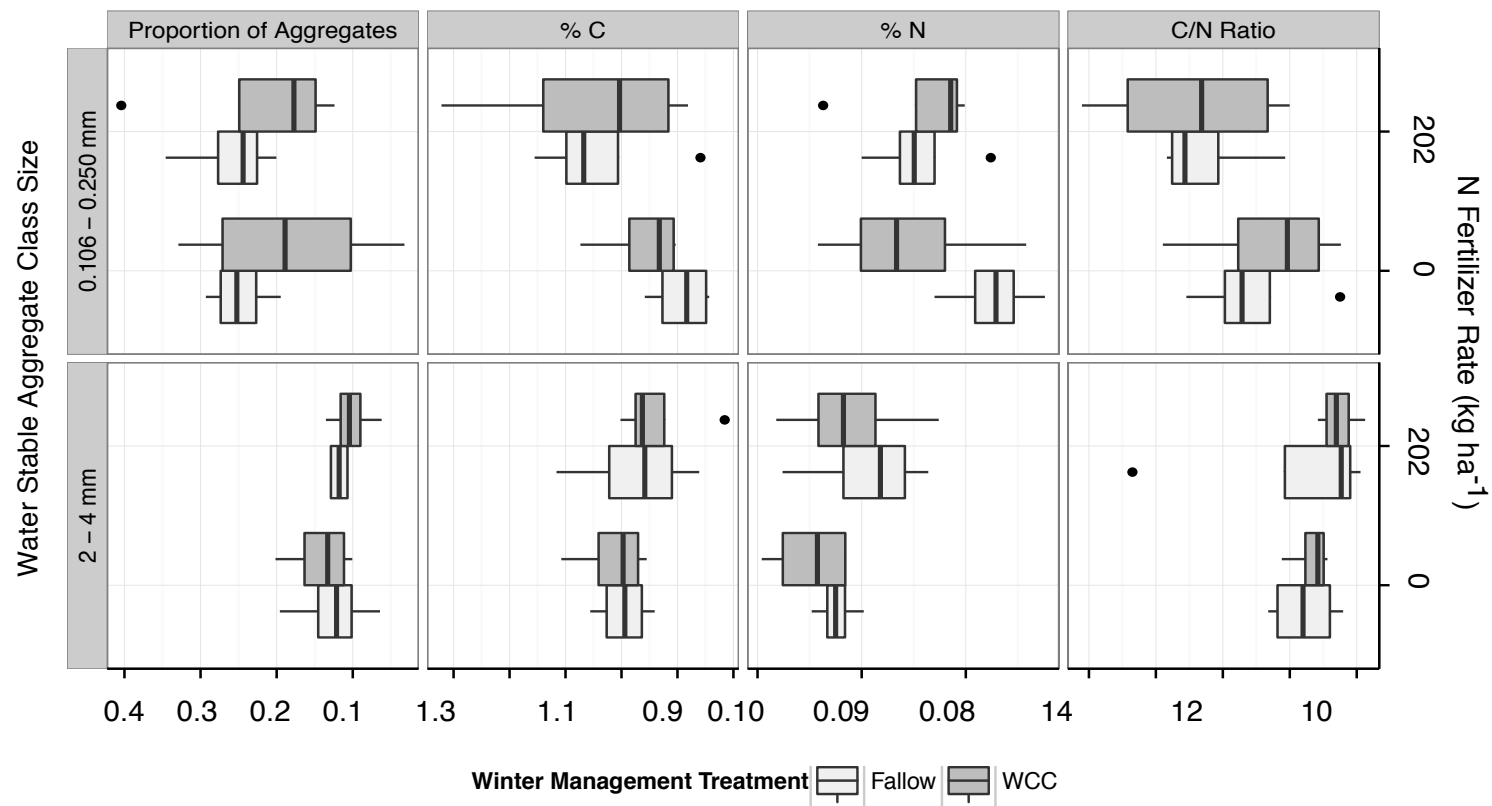 Proportion of Aggregates
% C
% N
C/N Ratio
Water Stable Aggregate Class Size
0.106 − 0.250 mm
2 − 4 mm
202
0
202
0
N Fertilizer Rate (kg ha-1)
0.4 0.3 0.2 0.1 1.3 1.1 0.9 0.10 0.09 0.08 14 12 10
Winter Management Treatment Fallow WCC